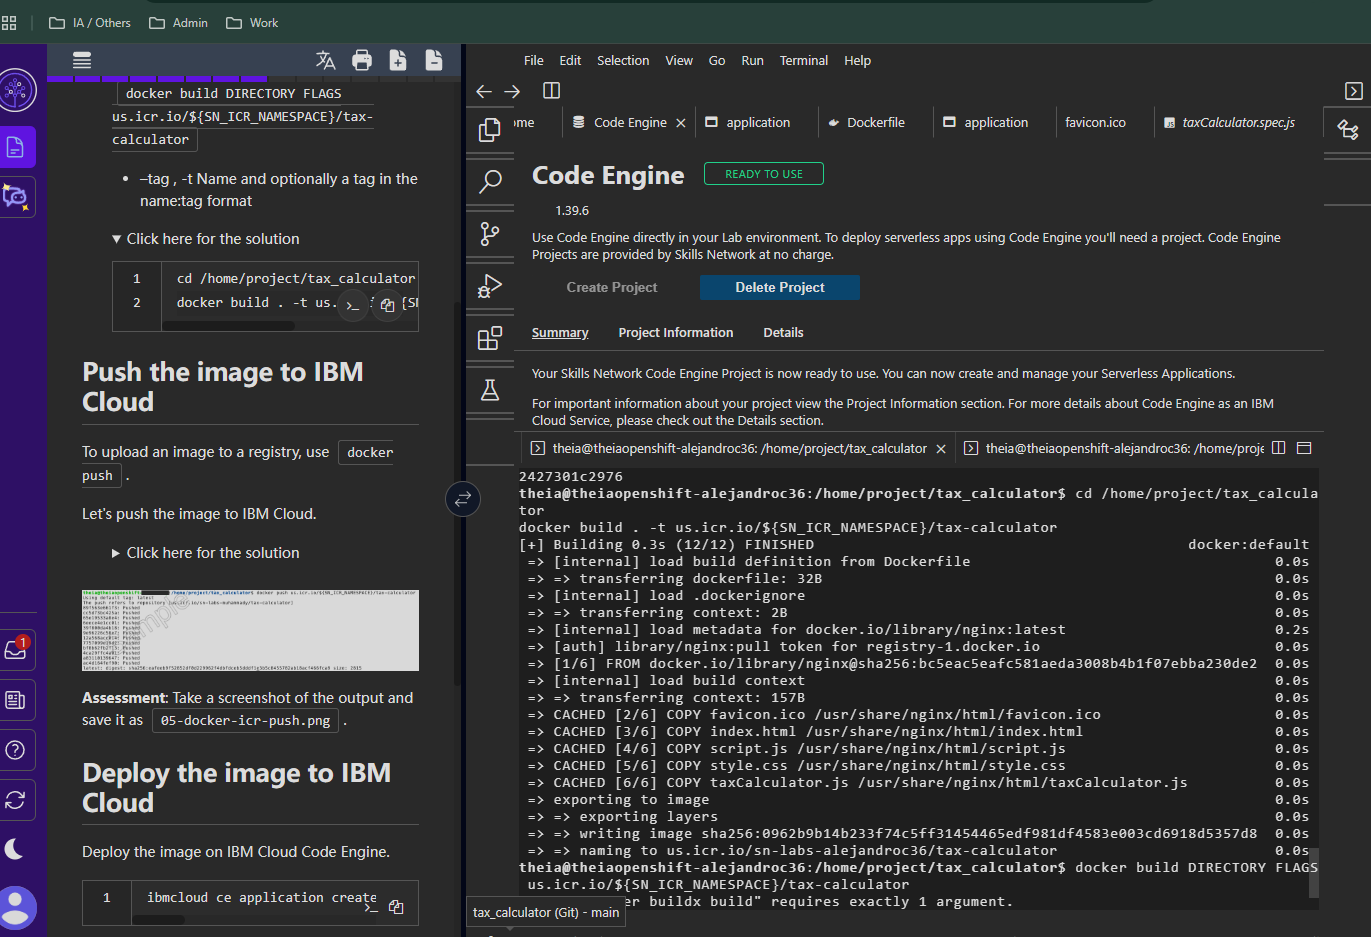 IA / Others
Admin
Work
File Edit Selection View Go Run Terminal Help
docker build DIRECTORY FLAGS
us.icr.io/${SN_ICR_NAMESPACE}/tax-
calculator
–tag , -t Name and optionally a tag in the
name:tag format
Click here for the solution
1 cd /home/project/tax_calculator
2 docker build . -t us.
Push the image to IBM
Cloud
To upload an image to a registry, use docker
push .
Let's push the image to IBM Cloud.
Click here for the solution
Assessment: Take a screenshot of the output and
save it as 05-docker-icr-push.png .
Deploy the image to IBM
Cloud
Deploy the image on IBM Cloud Code Engine.
1 ibmcloud ce application create
1
ome
Code Engine
application
Dockerfile
application
favicon.ico
taxCalculator.spec.js
Code Engine READY TO USE
1.39.6
Use Code Engine directly in your Lab environment. To deploy serverless apps using Code Engine you'll need a project. Code Engine
Projects are provided by Skills Network at no charge.
Create Project Delete Project
Summary Project Information Details
Your Skills Network Code Engine Project is now ready to use. You can now create and manage your Serverless Applications.
For important information about your project view the Project Information section. For more details about Code Engine as an IBM
Cloud Service, please check out the Details section.
theia@theiaopenshift-alejandroc36: /home/project/tax_calculator
theia@theiaopenshift-alejandroc36: /home/proje
2427301c2976
theia@theiaopenshift-alejandroc36:/home/project/tax_calculator$ cd /home/project/tax_calcula
tor
docker build . -t us.icr.io/${SN_ICR_NAMESPACE}/tax-calculator
[+] Building 0.3s (12/12) FINISHED docker:default
=> [internal] load build definition from Dockerfile 0.0s
=> => transferring dockerfile: 32B 0.0s
=> [internal] load .dockerignore 0.0s
=> => transferring context: 2B 0.0s
=> [internal] load metadata for docker.io/library/nginx:latest 0.2s
=> [auth] library/nginx:pull token for registry-1.docker.io 0.0s
=> [1/6] FROM docker.io/library/nginx@sha256:bc5eac5eafc581aeda3008b4b1f07ebba230de2 0.0s
=> [internal] load build context 0.0s
=> => transferring context: 157B 0.0s
=> CACHED [2/6] COPY favicon.ico /usr/share/nginx/html/favicon.ico 0.0s
=> CACHED [3/6] COPY index.html /usr/share/nginx/html/index.html 0.0s
=> CACHED [4/6] COPY script.js /usr/share/nginx/html/script.js 0.0s
=> CACHED [5/6] COPY style.css /usr/share/nginx/html/style.css 0.0s
=> CACHED [6/6] COPY taxCalculator.js /usr/share/nginx/html/taxCalculator.js 0.0s
=> exporting to image 0.0s
=> => exporting layers 0.0s
=> => writing image sha256:0962b9b14b233f74c5ff31454465edf981df4583e003cd6918d5357d8 0.0s
=> => naming to us.icr.io/sn-labs-alejandroc36/tax-calculator 0.0s
theia@theiaopenshift-alejandroc36:/home/project/tax_calculator$ docker build DIRECTORY FLAGS
us.icr.io/${SN_ICR_NAMESPACE}/tax-calculator
er buildx build" requires exactly 1 argument.
tax_calculator (Git) - main